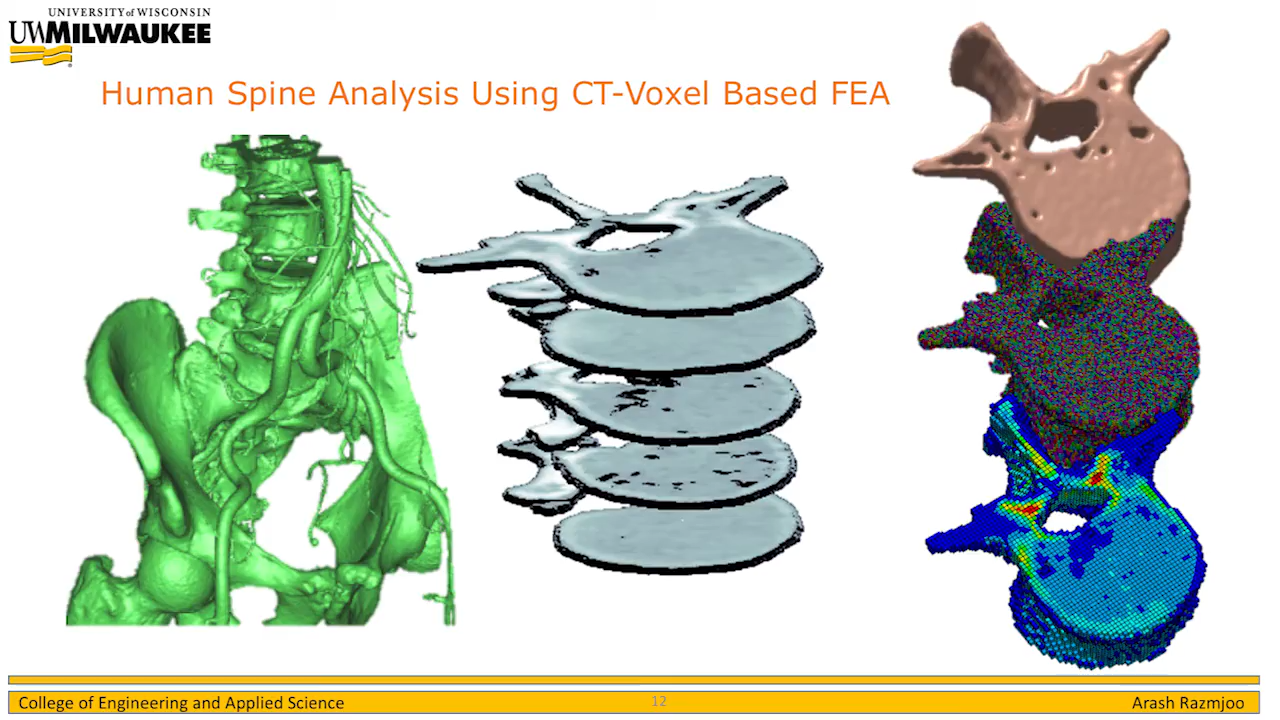 UNIVERSITY of WISCONSIN
UWMILWAUKEE
Human Spine Analysis Using CT-Voxel Based FEA
College of Engineering and Applied Science
12
Arash Razmjoo